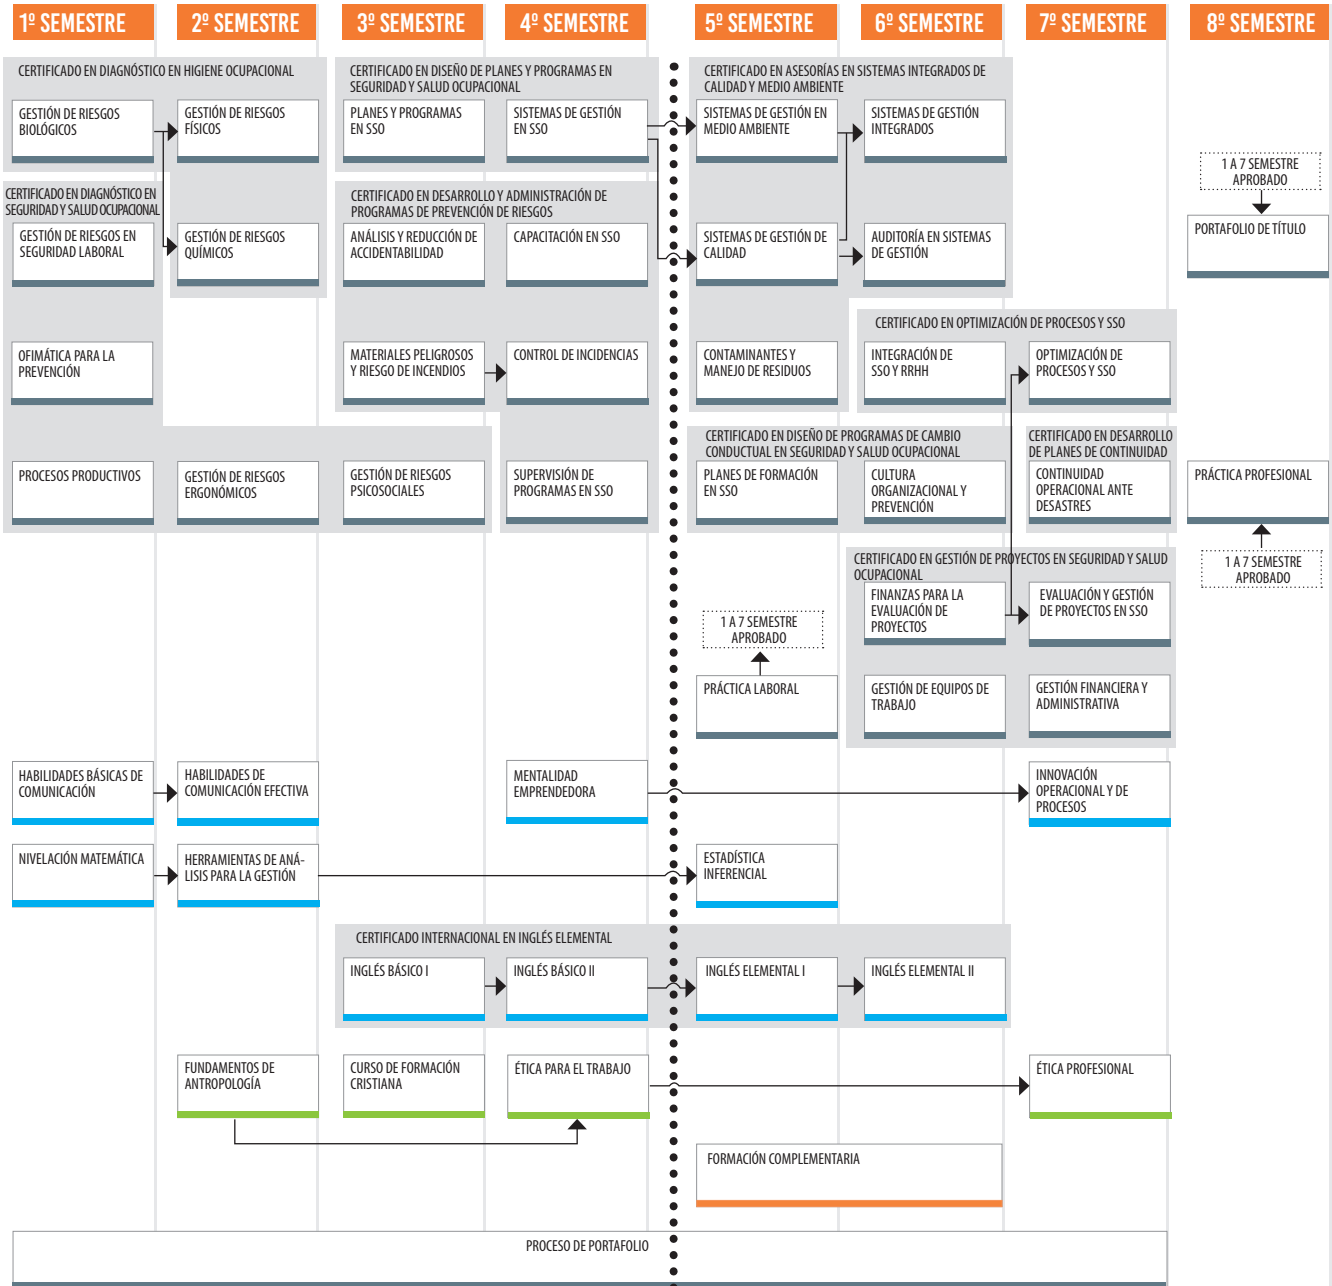 1º SEMESTRE
2º SEMESTRE
3º SEMESTRE
4º SEMESTRE
5º SEMESTRE
6º SEMESTRE
7º SEMESTRE
8º SEMESTRE
CERTIFICADO EN DIAGNÓSTICO EN HIGIENE OCUPACIONAL
CERTIFICADO EN DISEÑO DE PLANES Y PROGRAMAS EN
SEGURIDAD Y SALUD OCUPACIONAL
CERTIFICADO EN ASESORÍAS EN SISTEMAS INTEGRADOS DE
CALIDAD Y MEDIO AMBIENTE
GESTIÓN DE RIESGOS
BIOLÓGICOS
GESTIÓN DE RIESGOS
FÍSICOS
PLANES Y PROGRAMAS
EN SSO
SISTEMAS DE GESTIÓN
EN SSO
SISTEMAS DE GESTIÓN EN
MEDIO AMBIENTE
SISTEMAS DE GESTIÓN
INTEGRADOS
1 A 7 SEMESTRE
APROBADO
CERTIFICADO EN DIAGNÓSTICO EN
SEGURIDAD Y SALUD OCUPACIONAL
CERTIFICADO EN DESARROLLO Y ADMINISTRACIÓN DE
PROGRAMAS DE PREVENCIÓN DE RIESGOS
GESTIÓN DE RIESGOS EN
SEGURIDAD LABORAL
GESTIÓN DE RIESGOS
QUÍMICOS
ANÁLISIS Y REDUCCIÓN DE
ACCIDENTABILIDAD
CAPACITACIÓN EN SSO
SISTEMAS DE GESTIÓN DE
CALIDAD
AUDITORÍA EN SISTEMAS
DE GESTIÓN
PORTAFOLIO DE TÍTULO
CERTIFICADO EN OPTIMIZACIÓN DE PROCESOS Y SSO
OFIMÁTICA PARA LA
PREVENCIÓN
MATERIALES PELIGROSOS
Y RIESGO DE INCENDIOS
CONTROL DE INCIDENCIAS
CONTAMINANTES Y
MANEJO DE RESIDUOS
INTEGRACIÓN DE
SSO Y RRHH
OPTIMIZACIÓN DE
PROCESOS Y SSO
CERTIFICADO EN DISEÑO DE PROGRAMAS DE CAMBIO
CONDUCTUAL EN SEGURIDAD Y SALUD OCUPACIONAL
CERTIFICADO EN DESARROLLO
DE PLANES DE CONTINUIDAD
PROCESOS PRODUCTIVOS
GESTIÓN DE RIESGOS
ERGONÓMICOS
GESTIÓN DE RIESGOS
PSICOSOCIALES
SUPERVISIÓN DE
PROGRAMAS EN SSO
PLANES DE FORMACIÓN
EN SSO
CULTURA
ORGANIZACIONAL Y
PREVENCIÓN
CONTINUIDAD
OPERACIONAL ANTE
DESASTRES
PRÁCTICA PROFESIONAL
1 A 7 SEMESTRE
APROBADO
CERTIFICADO EN GESTIÓN DE PROYECTOS EN SEGURIDAD Y SALUD
OCUPACIONAL
FINANZAS PARA LA
EVALUACIÓN DE
PROYECTOS
EVALUACIÓN Y GESTIÓN
DE PROYECTOS EN SSO
1 A 7 SEMESTRE
APROBADO
PRÁCTICA LABORAL
GESTIÓN DE EQUIPOS DE
TRABAJO
GESTIÓN FINANCIERA Y
ADMINISTRATIVA
HABILIDADES BÁSICAS DE
COMUNICACIÓN
HABILIDADES DE
COMUNICACIÓN EFECTIVA
MENTALIDAD
EMPRENDEDORA
INNOVACIÓN
OPERACIONAL Y DE
PROCESOS
NIVELACIÓN MATEMÁTICA
HERRAMIENTAS DE ANÁ-
LISIS PARA LA GESTIÓN
ESTADÍSTICA
INFERENCIAL
CERTIFICADO INTERNACIONAL EN INGLÉS ELEMENTAL
INGLÉS BÁSICO I
INGLÉS BÁSICO II
INGLÉS ELEMENTAL I
INGLÉS ELEMENTAL II
FUNDAMENTOS DE
ANTROPOLOGÍA
CURSO DE FORMACIÓN
CRISTIANA
ÉTICA PARA EL TRABAJO
ÉTICA PROFESIONAL
FORMACIÓN COMPLEMENTARIA
PROCESO DE PORTAFOLIO